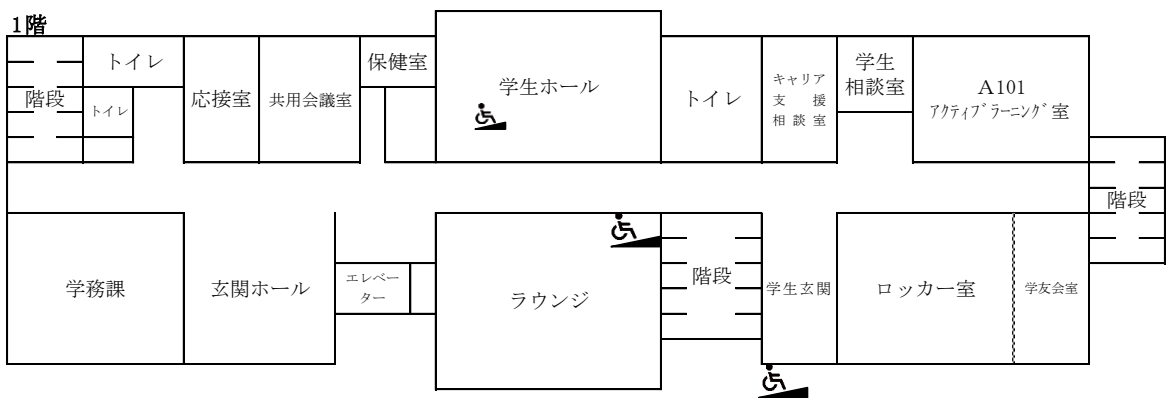 1階
トイレ
階段
トイレ
応接室
共用会議室
保健室
学生ホール
トイレ
キャリア
支 援
相 談 室
学生
相談室
A101
アクティブラーニング室
階段
学務課
玄関ホール
エレベー
ター
ラウンジ
階段
学生玄関
ロッカー室
学友会室